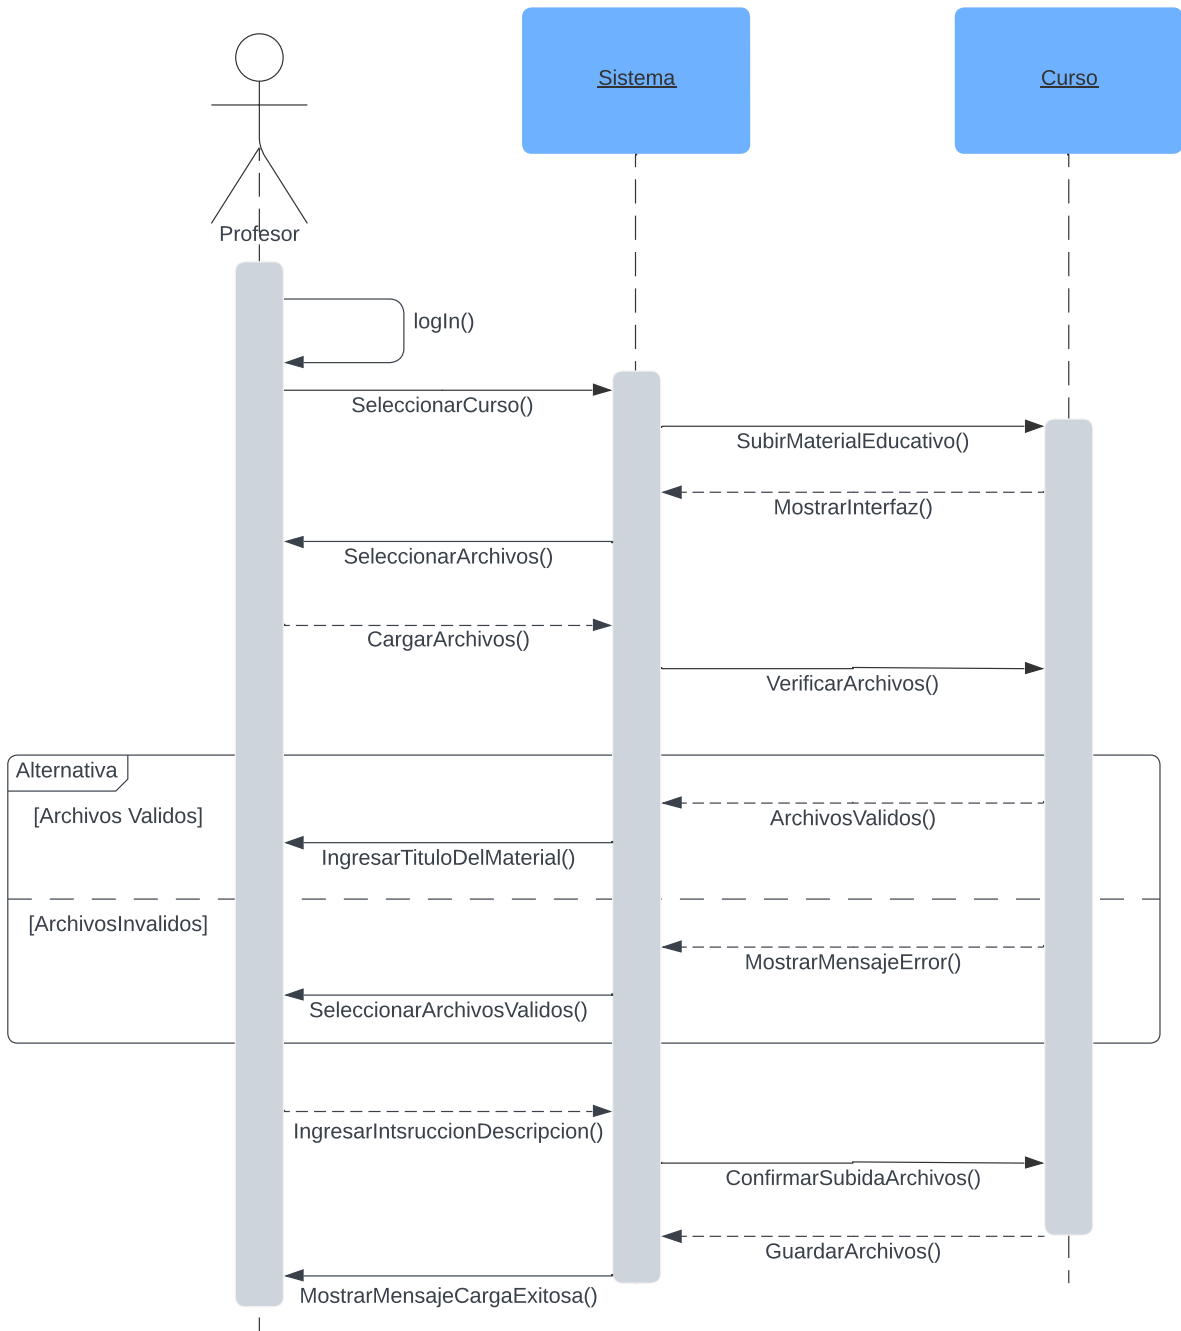 Sistema
Curso
Profesor
logIn()
SeleccionarCurso()
SubirMaterialEducativo()
MostrarInterfaz()
SeleccionarArchivos()
CargarArchivos()
VerificarArchivos()
Alternativa
[Archivos Validos]
ArchivosValidos()
IngresarTituloDelMaterial()
[ArchivosInvalidos]
MostrarMensajeError()
SeleccionarArchivosValidos()
IngresarIntsruccionDescripcion()
ConfirmarSubidaArchivos()
GuardarArchivos()
MostrarMensajeCargaExitosa()